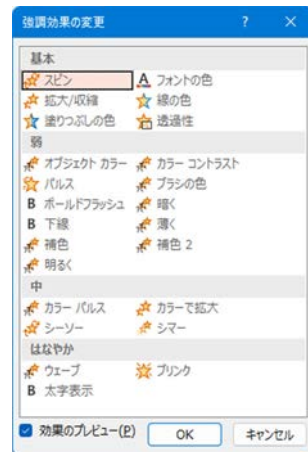 強調効果の変更 ? ×
基本
スピン A フォントの色
拡大/収縮 線の色
塗りつぶしの色 透過性
弱
オブジェクト カラー カラー コントラスト
パルス ブラシの色
B ボールドフラッシュ 暗く
B 下線 薄く
補色 補色 2
明るく
中
カラー パルス カラーで拡大
シーソー シマー
はなやか
ウェーブ ブリンク
B 太字表示
効果のプレビュー(P) OK キャンセル